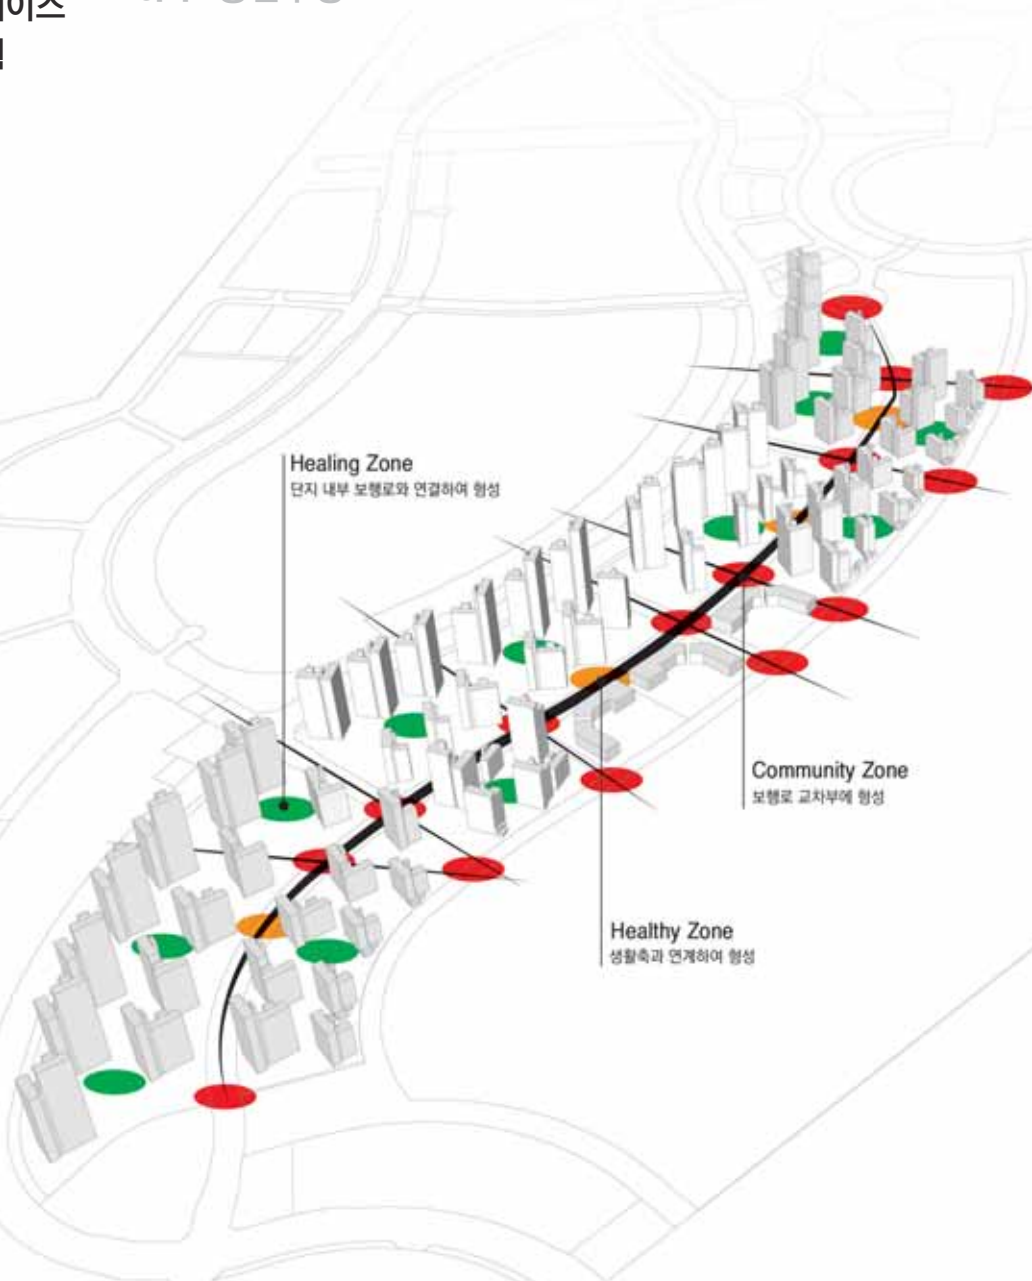 Healing Zone
단지 내부 보행로와 연결하여 형성
Community Zone
보행로 교차부에 형성
Healthy Zone
생활축과 연계하여 형성